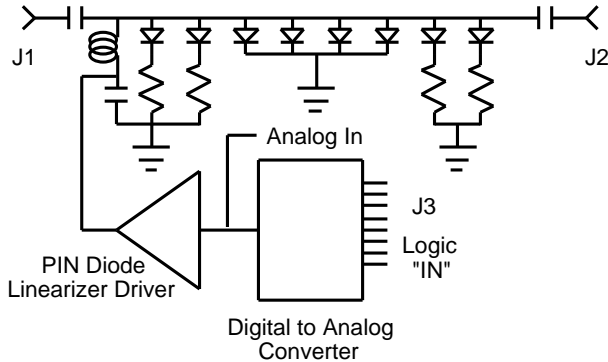 J1
J2
Analog In
J3
Logic
"IN"
PIN Diode
Linearizer Driver
Digital to Analog
Converter